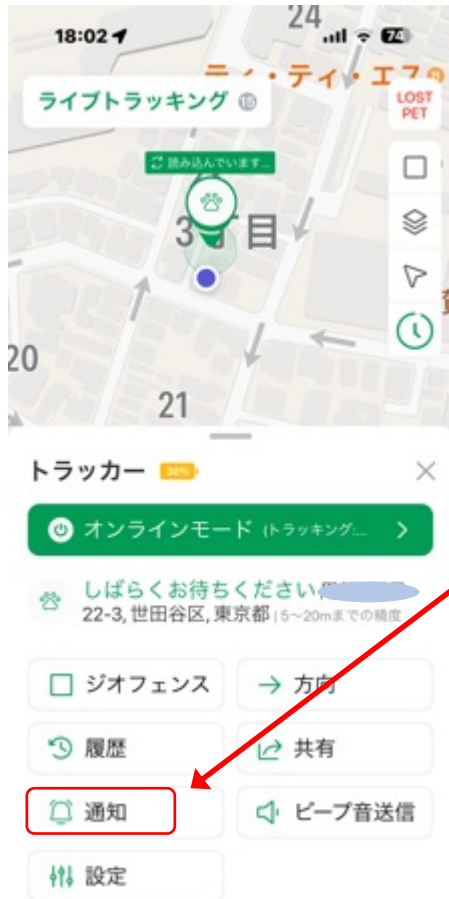 18:02
24
74
ティ・ティ・エス
ライブトラッキング 15
LOST
PET
読み込んでいます...
3丁目
20
21
トラッカー 36%
オンラインモード (トラッキング:...
しばらくお待ちください
22-3, 世田谷区, 東京都 | 5~20mまでの精度
ジオフェンス
方向
履歴
共有
通知
ビープ音送信
設定